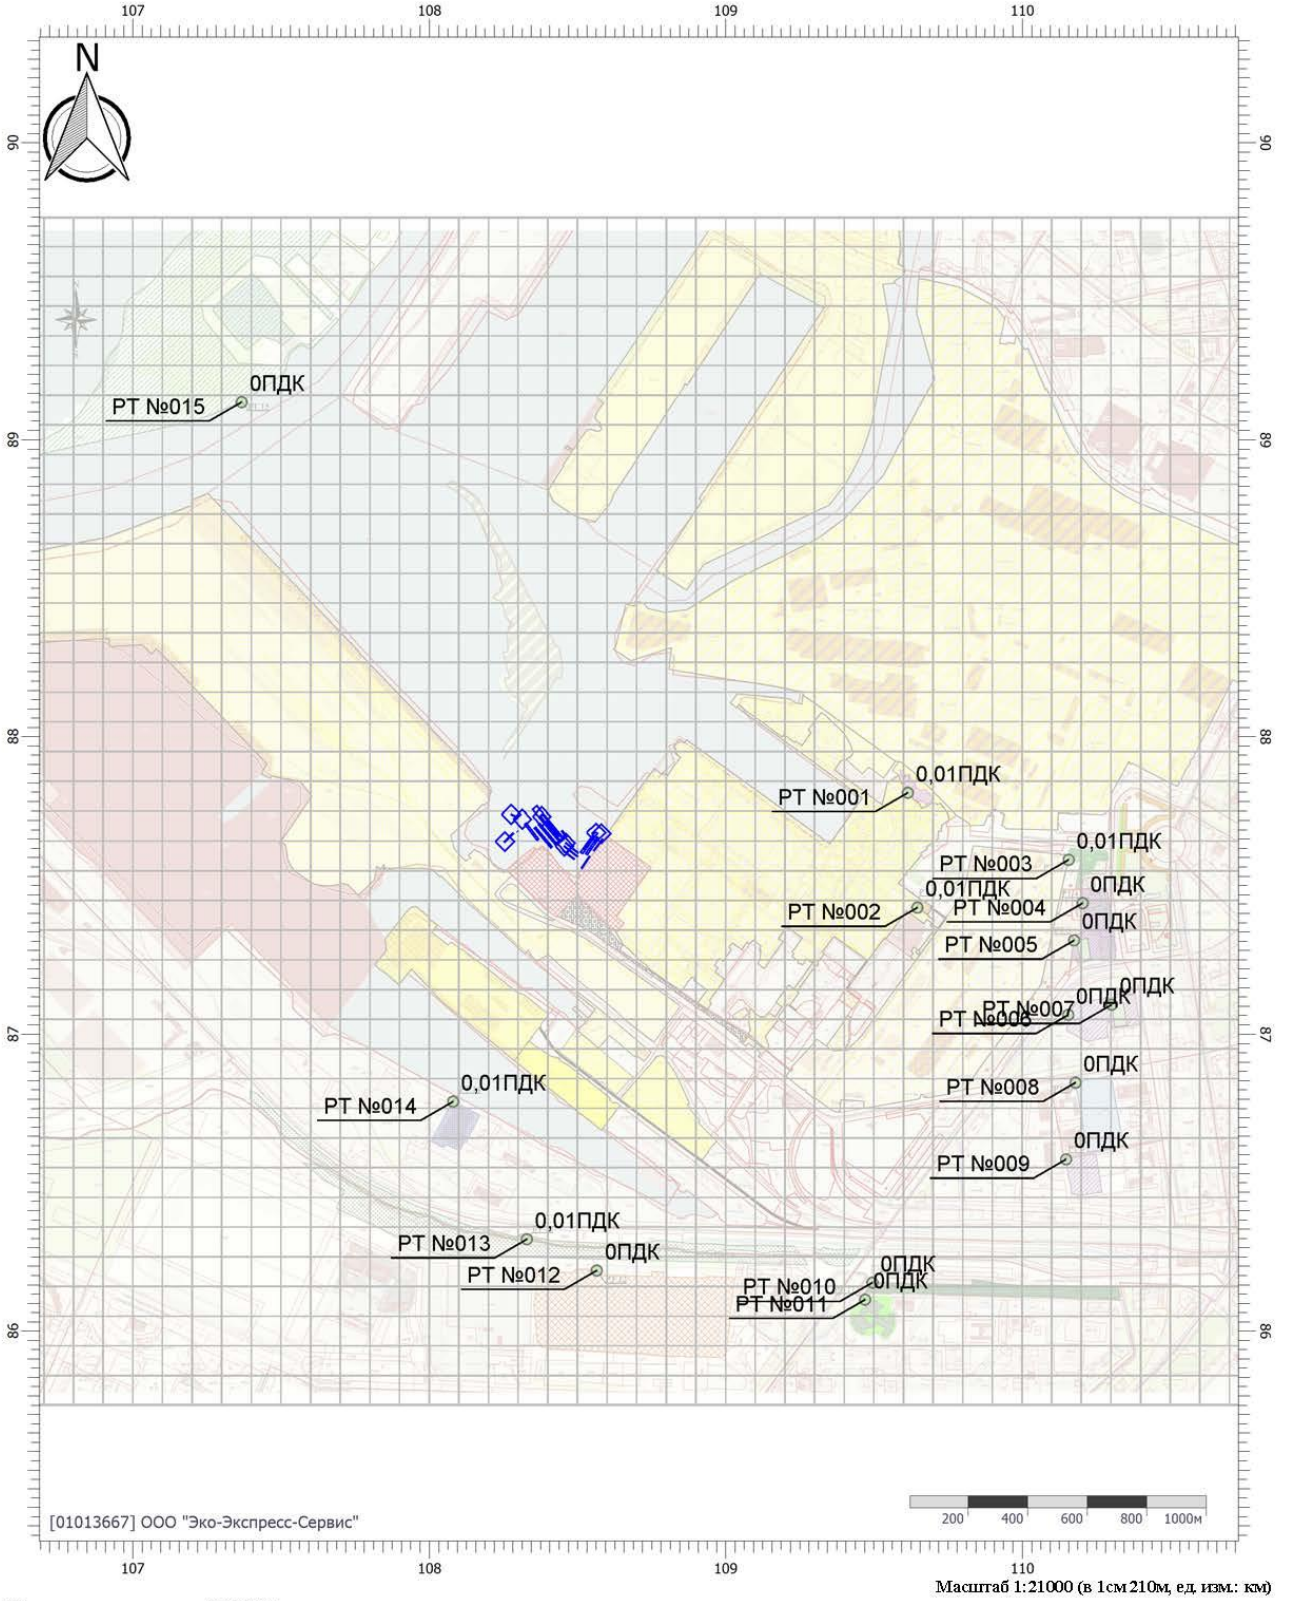 107 108 109 110
N
90 90
0ПДК
РТ №015
89 89
88 88
0,01ПДК
РТ №001
0,01ПДК
РТ №003
0,01ПДК
0ПДК
РТ №002
РТ №004
0ПДК
РТ №005
0ПДК
0ПДК
РТ №007
РТ №006
87 87
0ПДК
РТ №008
0,01ПДК
РТ №014
0ПДК
РТ №009
0,01ПДК
РТ №013
0ПДК
РТ №012
0ПДК
РТ №010
0ПДК
РТ №011
86 86
200 400 600 800 1000м
[01013667] ООО "Эко-Экспресс-Сервис"
107 108 109 110
Масштаб 1:21000 (в 1см 210м, ед. изм.: км)